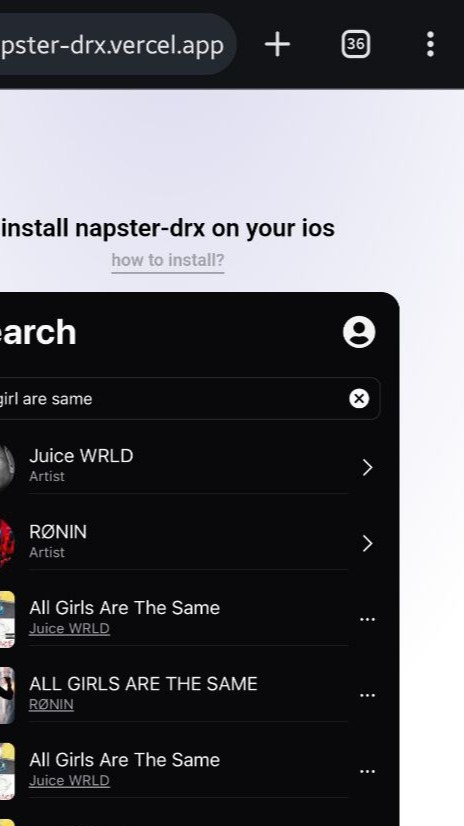 pster-drx.vercel.app
36
install napster-drx on your ios
how to install?
earch
girl are same
Juice WRLD
Artist
RØNIN
Artist
All Girls Are The Same
Juice WRLD
ALL GIRLS ARE THE SAME
RØNIN
All Girls Are The Same
Juice WRLD